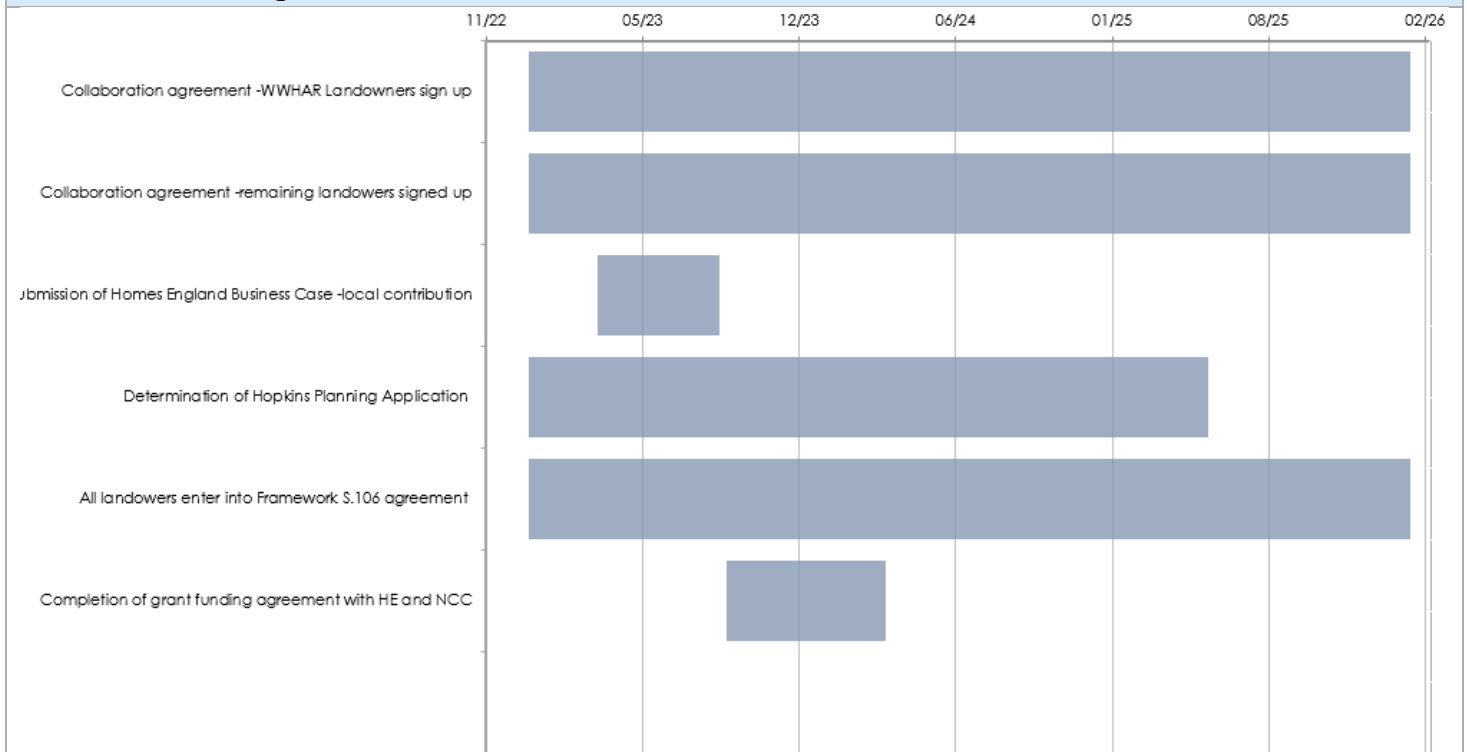 11/22 05/23 12/23 06/24 01/25 08/25 02/26
Collaboration agreement -WWHAR Landowners sign up
Collaboration agreement -remaining landowers signed up
ubmission of Homes England Business Case -local contribution
Determination of Hopkins Planning Application
All landowers enter into Framework S.106 agreement
Completion of grant funding agreement with HE and NCC